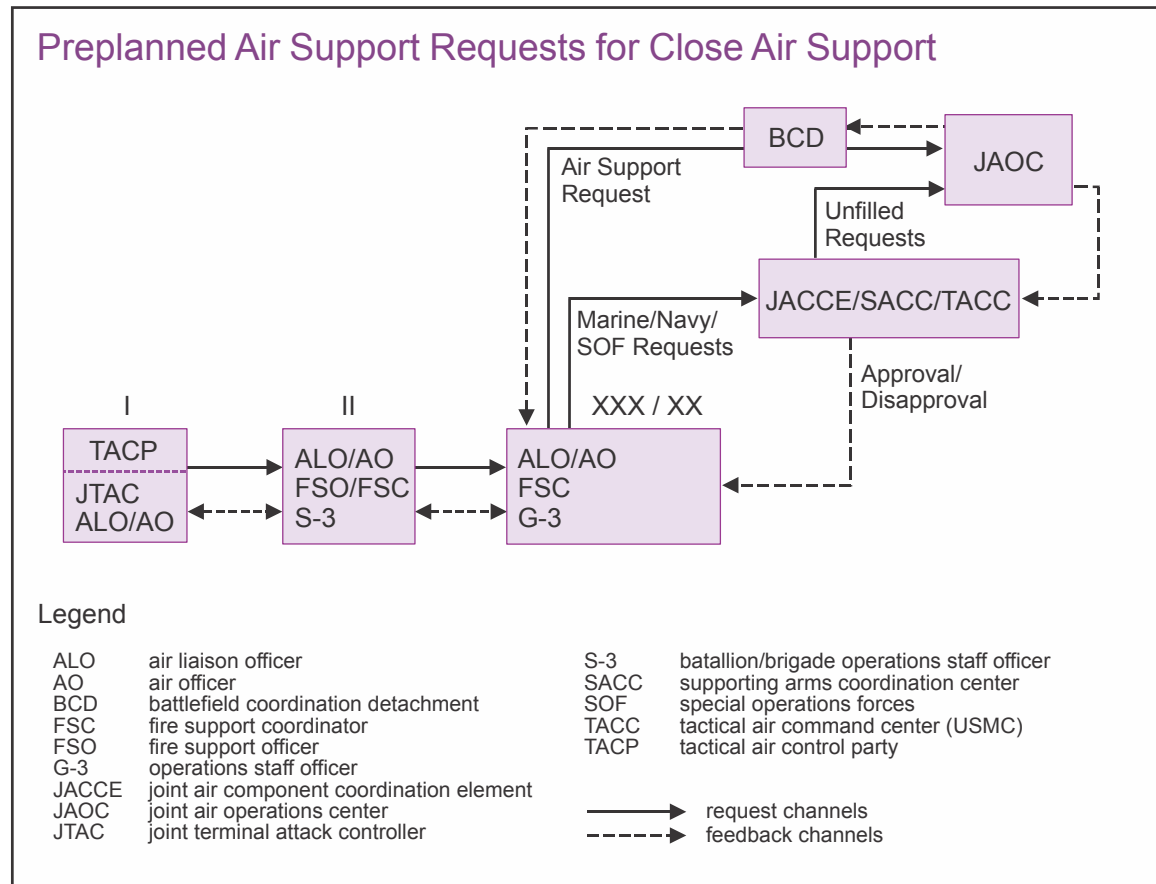 Preplanned Air Support Requests for Close Air Support
BCD
JAOC
Air Support
Request
Unfilled
Requests
JACCE/SACC/TACC
Marine/Navy/
SOF Requests
Approval/
Disapproval
I
II
XXX / XX
TACP
JTAC
ALO/AO
ALO/AO
FSO/FSC
S-3
ALO/AO
FSC
G-3
Legend
ALO air liaison officer
AO air officer
BCD battlefield coordination detachment
FSC fire support coordinator
FSO fire support officer
G-3 operations staff officer
JACCE joint air component coordination element
JAOC joint air operations center
JTAC joint terminal attack controller
S-3 batallion/brigade operations staff officer
SACC supporting arms coordination center
SOF special operations forces
TACC tactical air command center (USMC)
TACP tactical air control party
request channels
feedback channels